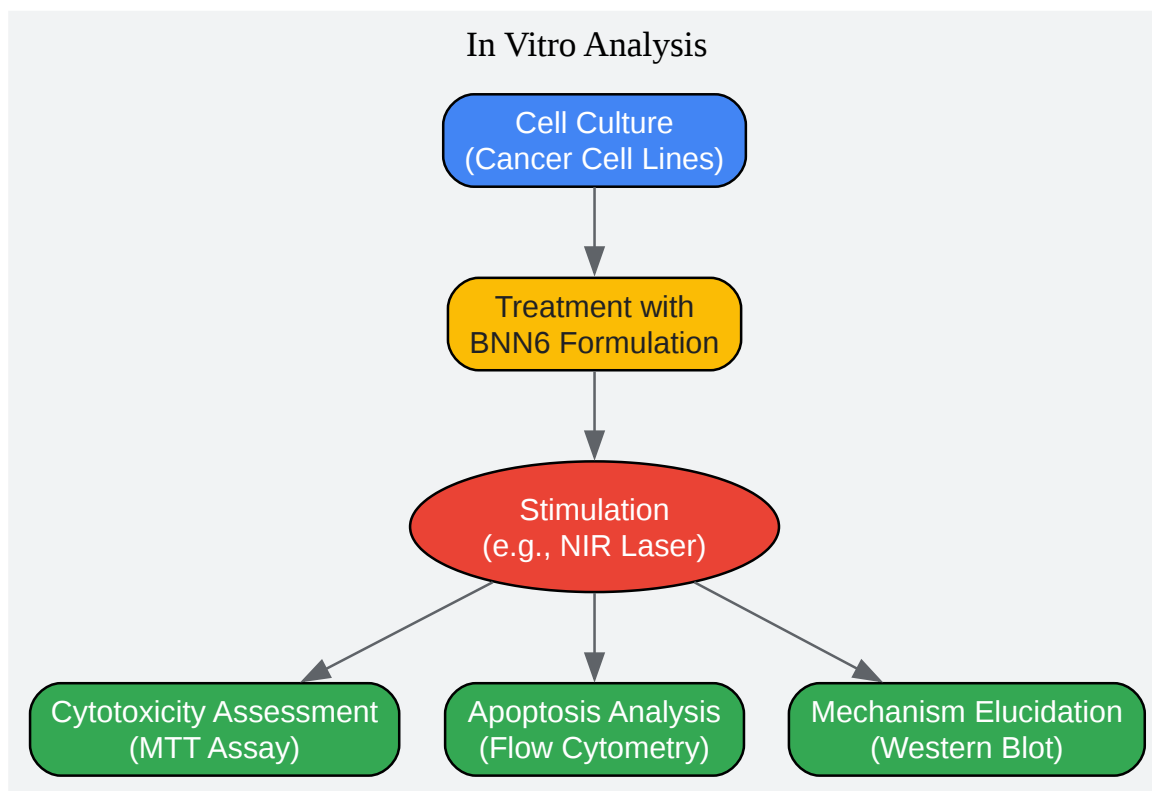 In Vitro Analysis
Cell Culture
(Cancer Cell Lines)
Treatment with
BNN6 Formulation
Stimulation
(e.g., NIR Laser)
Cytotoxicity Assessment
(MTT Assay)
Apoptosis Analysis
(Flow Cytometry)
Mechanism Elucidation
(Western Blot)